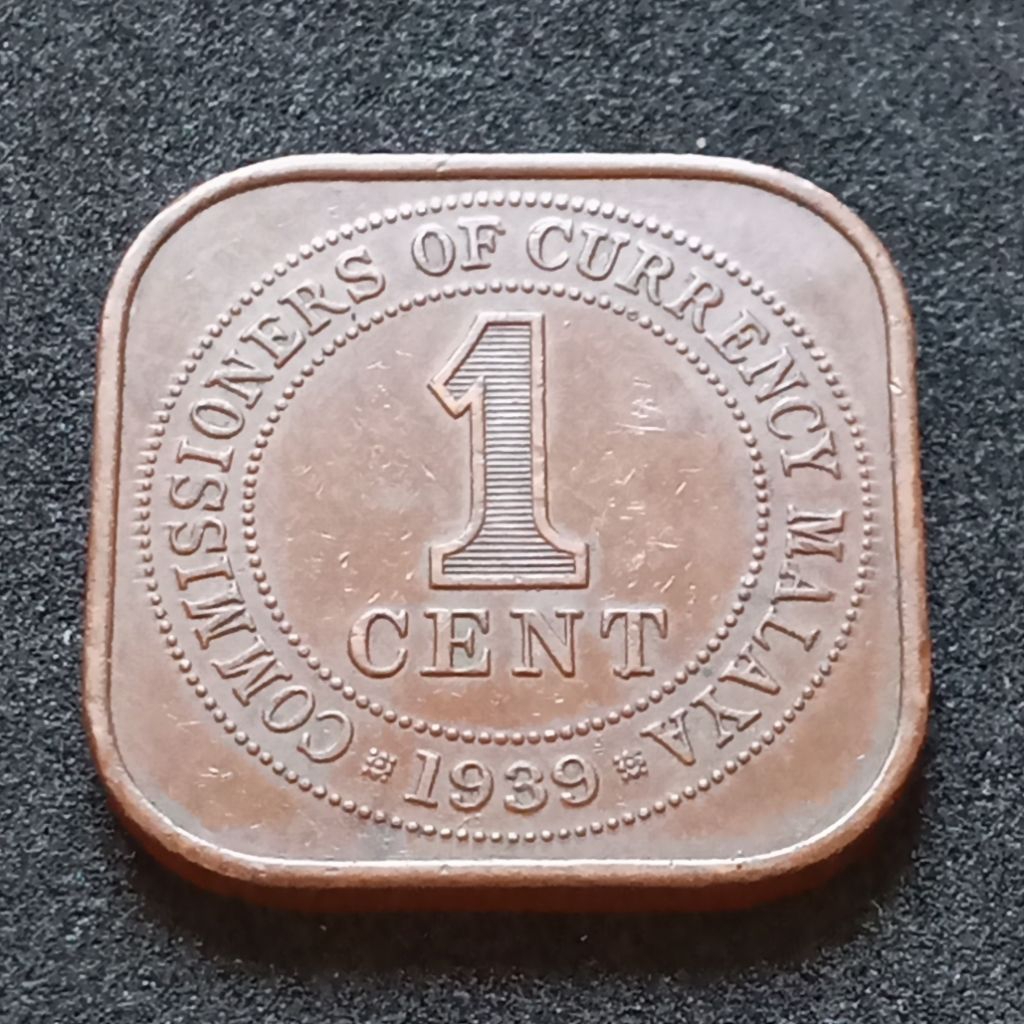 COMMISSIONERS OF CURRENCY MALAYA
1
CENT
1939